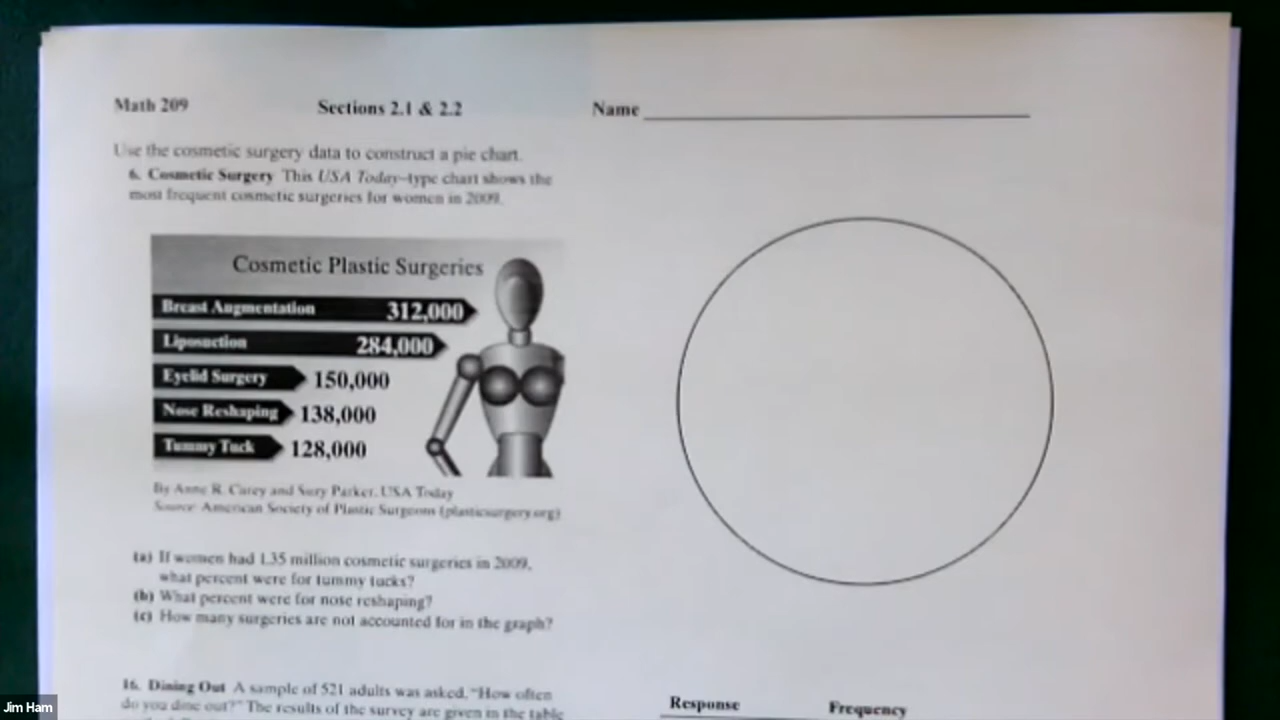 Math 209
Sections 2.1 & 2.2
Name
Use the cosmetic surgery data to construct a pie chart.
6. Cosmetic Surgery This USA Today-type chart shows the
most frequent cosmetic surgeries for women in 2009.
Cosmetic Plastic Surgeries
Breast Augmentation 312,000
Liposuction 284,000
Eyelid Surgery 150,000
Nose Reshaping 138,000
Tummy Tuck 128,000
By Anne R. Carey and Suzy Parker, USA Today
Source: American Society of Plastic Surgeons (plasticsurgery.org)
(a) If women had 1.35 million cosmetic surgeries in 2009,
what percent were for tummy tucks?
(b) What percent were for nose reshaping?
(c) How many surgeries are not accounted for in the graph?
16. Dining Out A sample of 521 adults was asked, "How often
do you dine out?" The results of the survey are given in the table
Response Frequency
Jim Ham